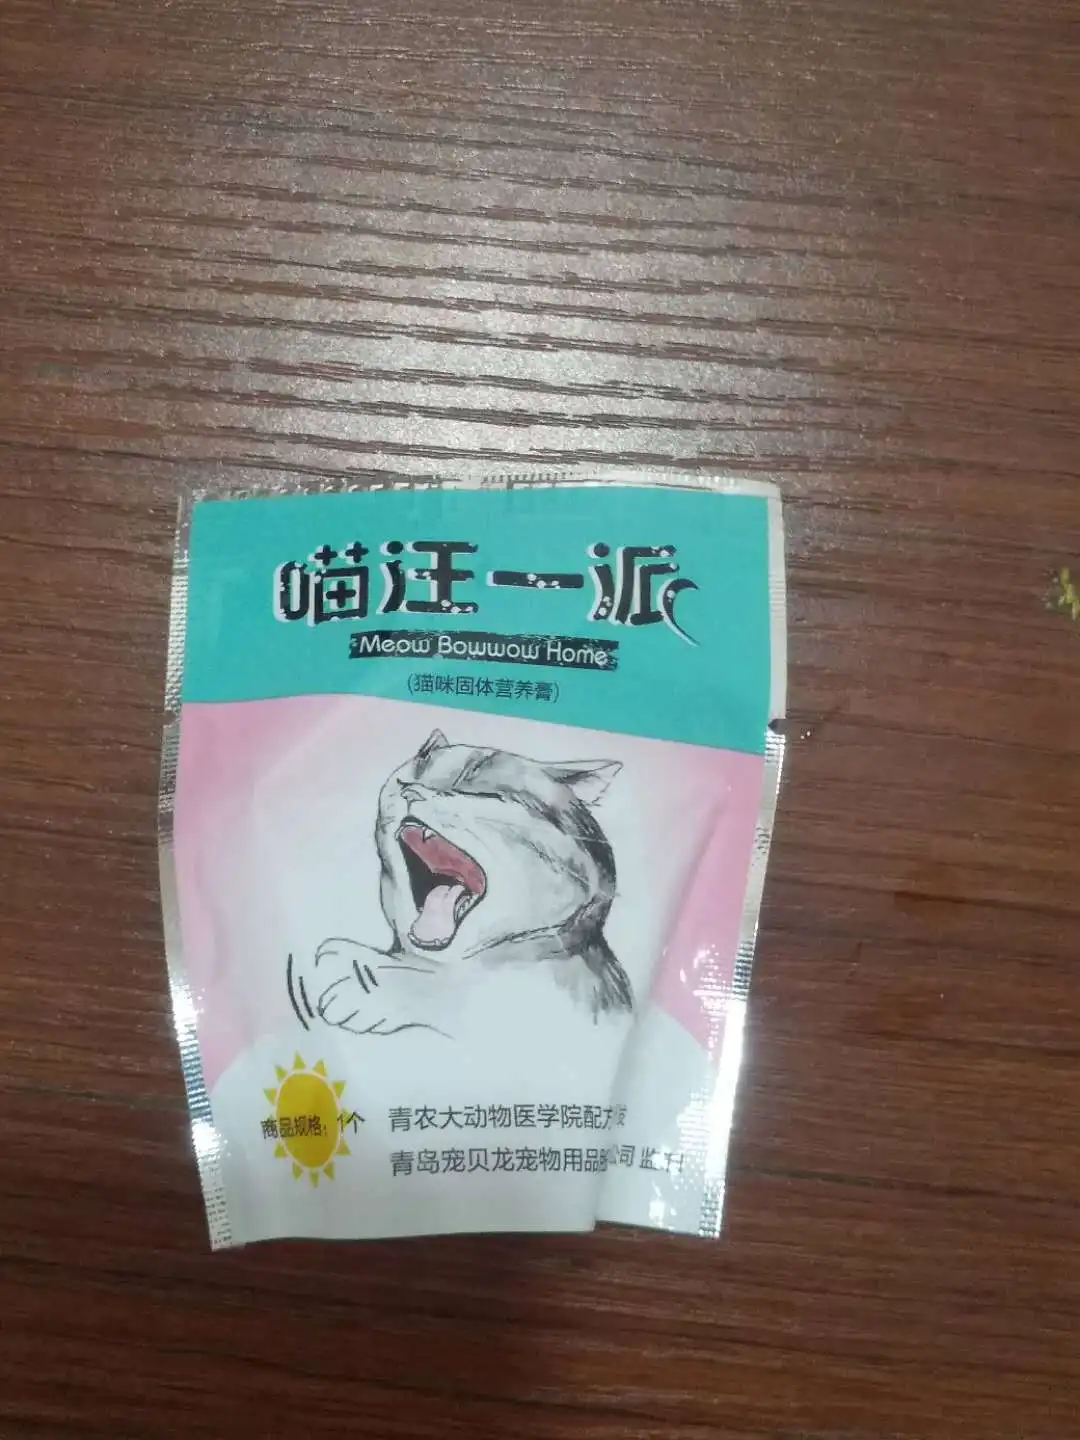 喵汪一派
Meow Bowwow Home
(猫咪固体营养膏)
商品规格：1个
青农大动物医学院配方
青岛宠贝龙宠物用品 公司 监